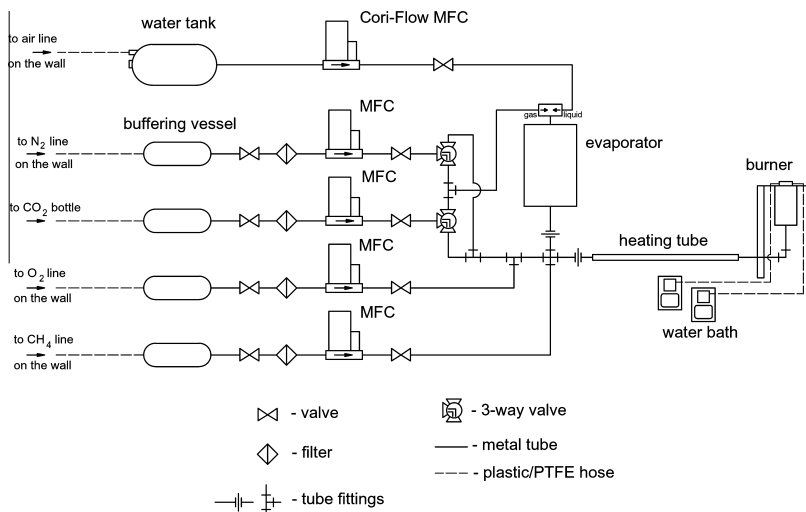 water tank
Cori-Flow MFC
to air line
on the wall
gas
liquid
evaporator
buffering vessel
MFC
to N2 line
on the wall
MFC
to CO2 bottle
burner
MFC
heating tube
to O2 line
on the wall
MFC
water bath
to CH4 line
on the wall
- valve
- 3-way valve
- filter
- metal tube
- plastic/PTFE hose
- tube fittings